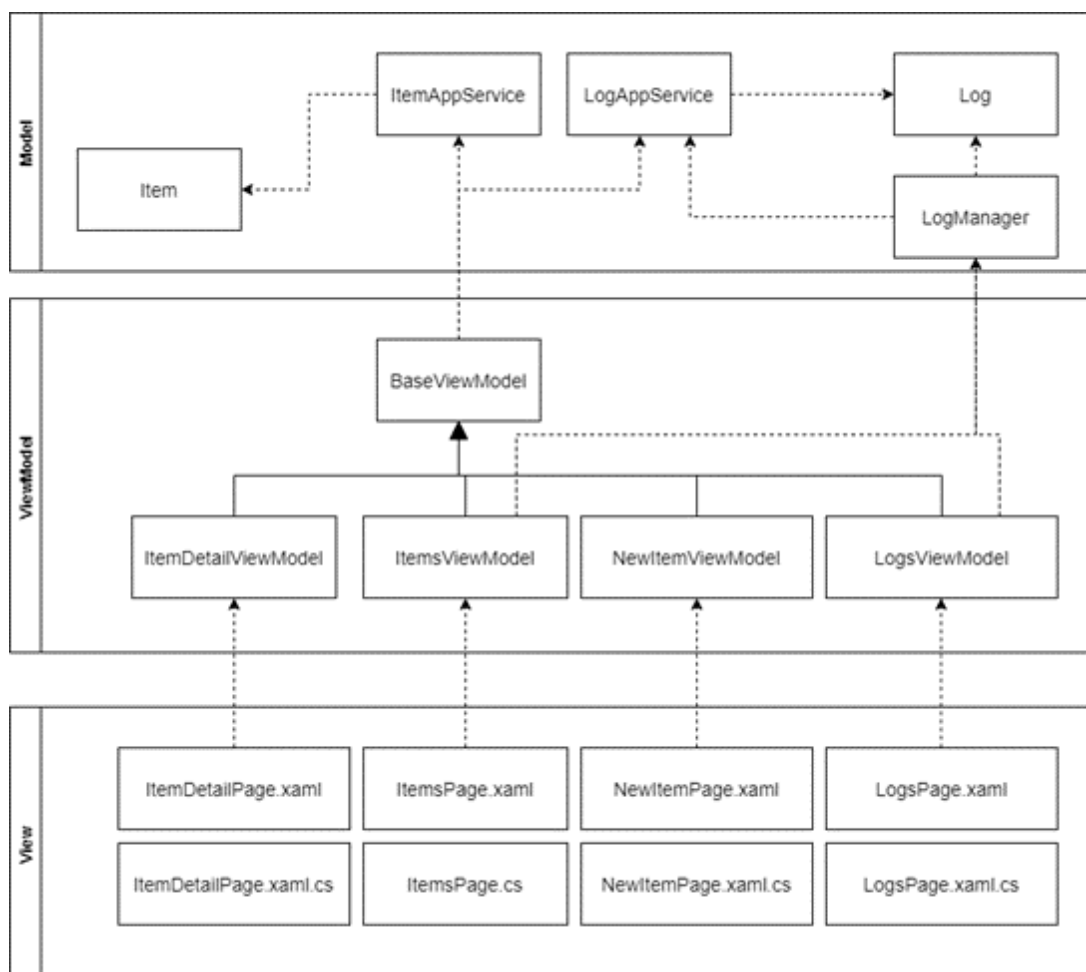 Model
ItemAppService
LogAppService
Log
Item
LogManager
ViewModel
BaseViewModel
ItemDetailViewModel
ItemsViewModel
NewItemViewModel
LogsViewModel
View
ItemDetailPage.xaml
ItemsPage.xaml
NewItemPage.xaml
LogsPage.xaml
ItemDetailPage.xaml.cs
ItemsPage.cs
NewItemPage.xaml.cs
LogsPage.xaml.cs